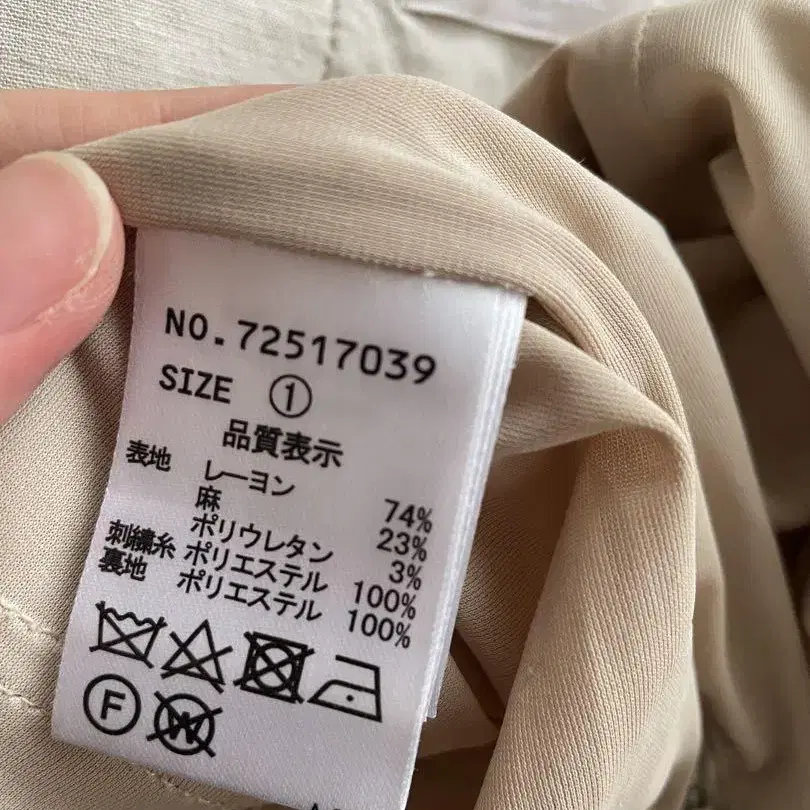 NO.72517039
SIZE ①
品質表示
表地 レーヨン 74%
麻 23%
ポリウレタン 3%
刺繍糸 ポリエステル 100%
裏地 ポリエステル 100%
F W